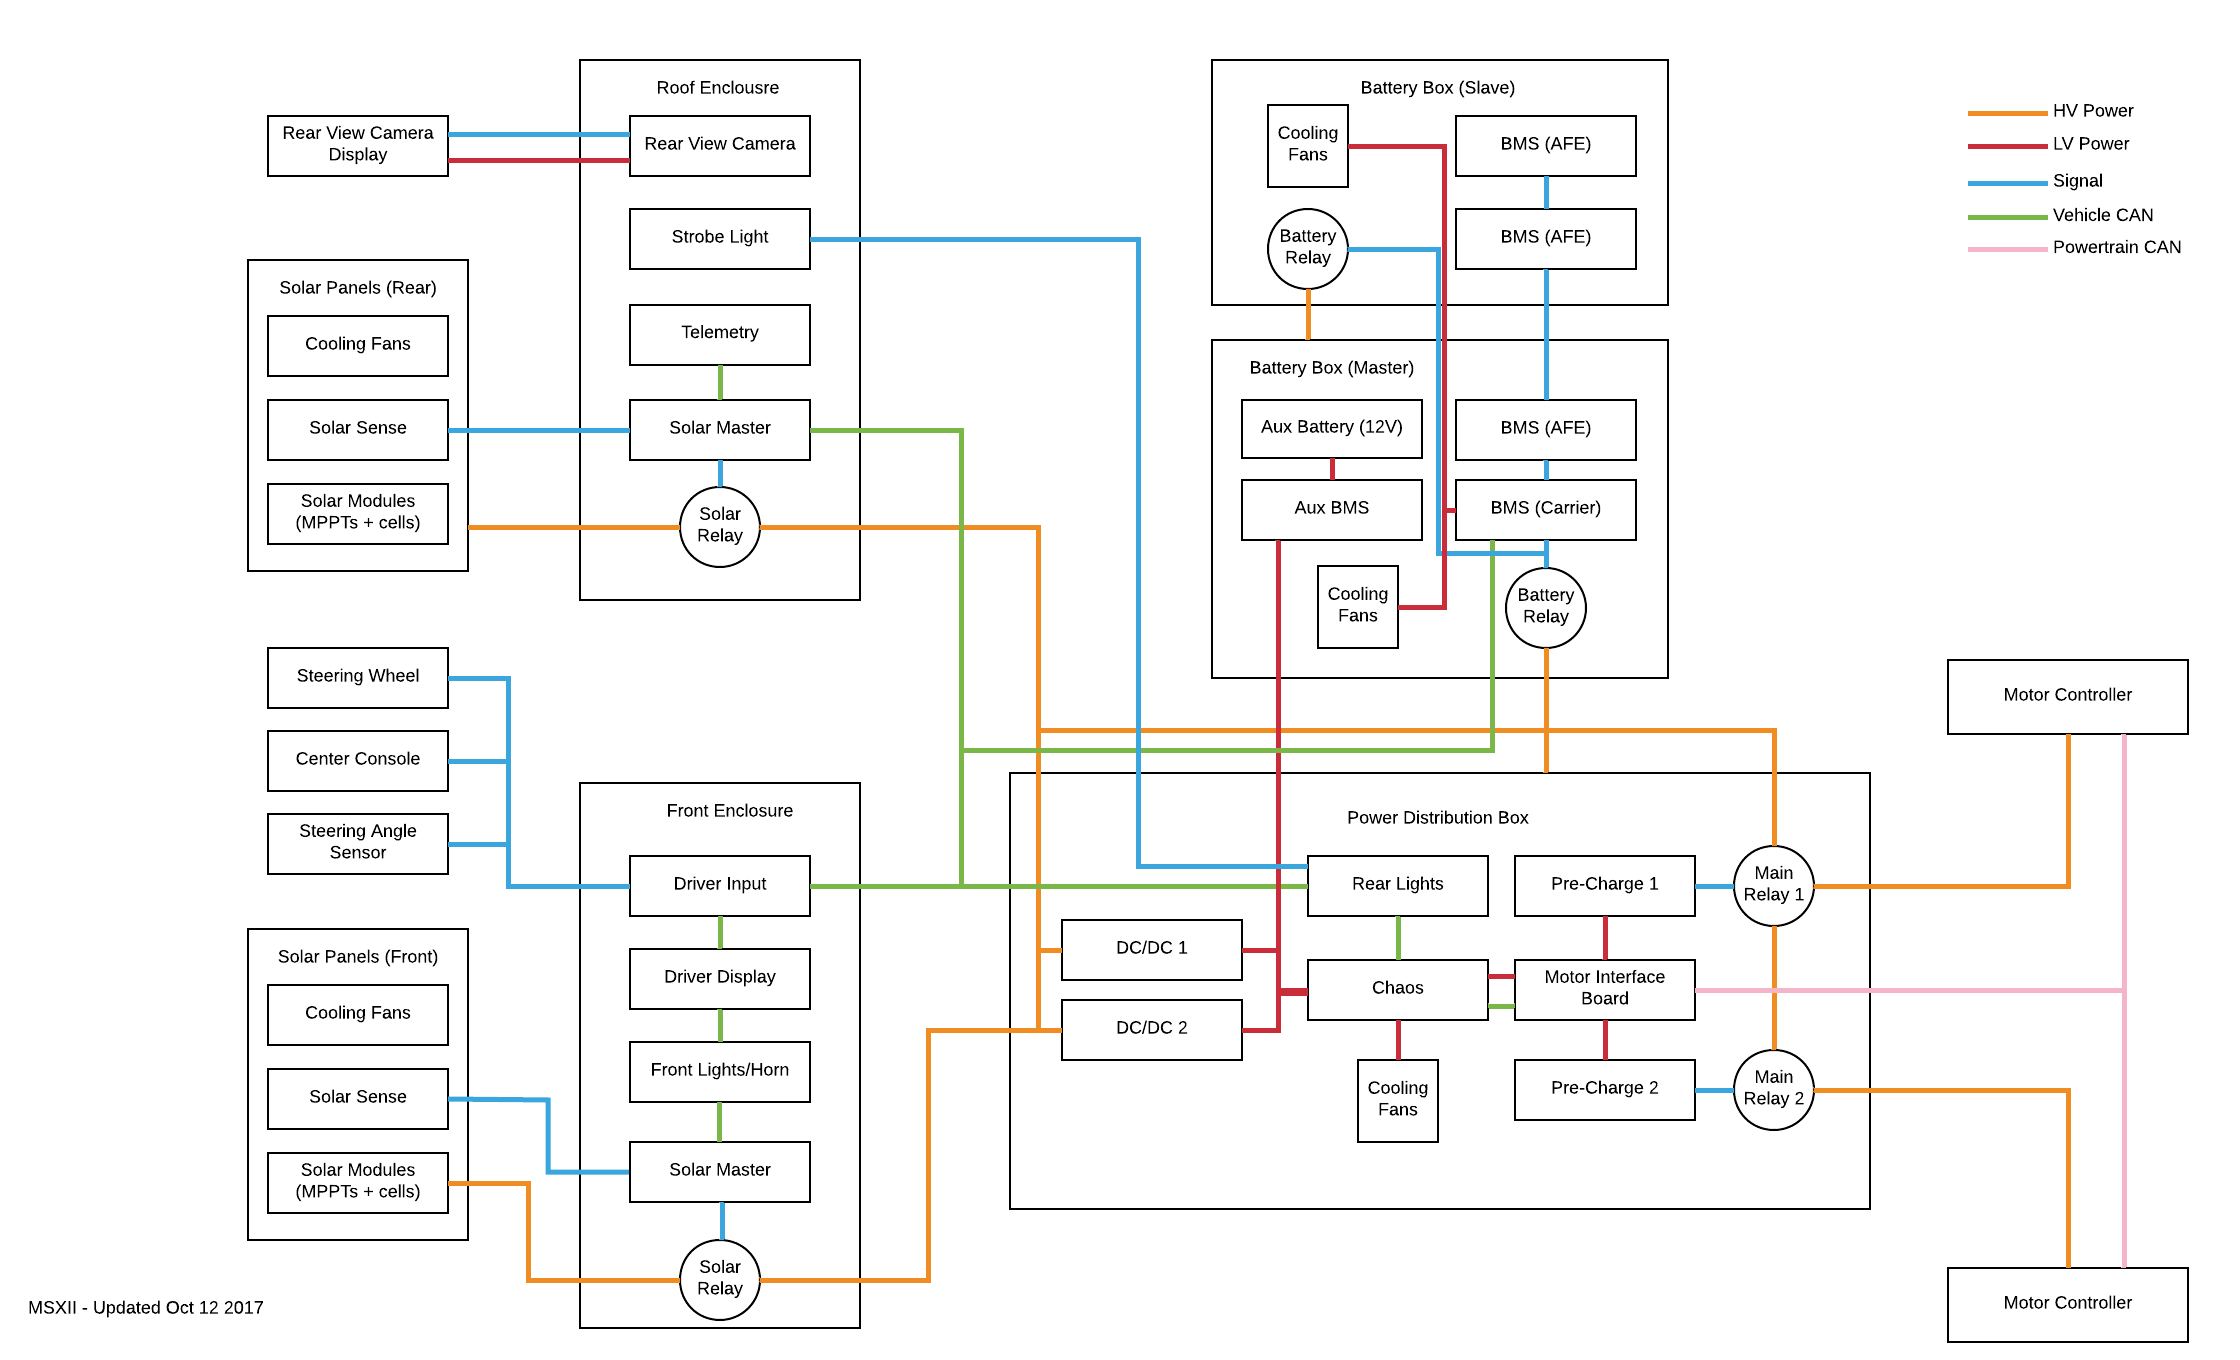 Roof Enclousre
Rear View Camera
Display
Rear View Camera
Strobe Light
Telemetry
Solar Master
Solar
Relay
Solar Panels (Rear)
Cooling Fans
Solar Sense
Solar Modules
(MPPTs + cells)
Battery Box (Slave)
Cooling
Fans
BMS (AFE)
Battery
Relay
BMS (AFE)
Battery Box (Master)
Aux Battery (12V)
BMS (AFE)
Aux BMS
BMS (Carrier)
Cooling
Fans
Battery
Relay
HV Power
LV Power
Signal
Vehicle CAN
Powertrain CAN
Steering Wheel
Center Console
Steering Angle
Sensor
Solar Panels (Front)
Cooling Fans
Solar Sense
Solar Modules
(MPPTs + cells)
Front Enclosure
Driver Input
Driver Display
Front Lights/Horn
Solar Master
Solar
Relay
Power Distribution Box
Rear Lights
Pre-Charge 1
Main
Relay 1
DC/DC 1
Chaos
Motor Interface
Board
DC/DC 2
Cooling
Fans
Pre-Charge 2
Main
Relay 2
Motor Controller
Motor Controller
MSXII - Updated Oct 12 2017